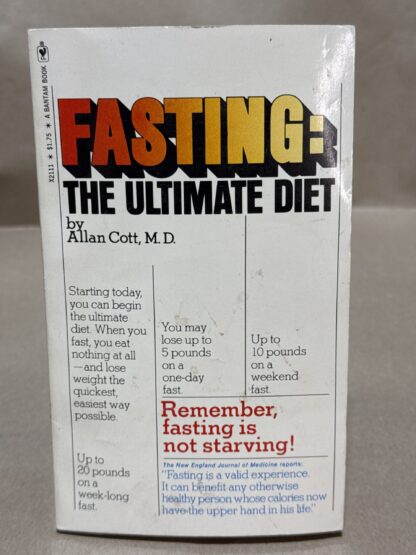 X2111 * $1.75 * A BANTAM BOOK
FASTING:
THE ULTIMATE DIET
by
Allan Cott, M.D.
Starting today,
you can begin
the ultimate
diet. When you
fast, you eat
nothing at all
—and lose
weight the
quickest,
easiest way
possible.
You may
lose up to
5 pounds
on a
one-day
fast.
Up to
10 pounds
on a
weekend
fast.
Up to
20 pounds
on a
week-long
fast.
Remember,
fasting is
not starving!
The New England Journal of Medicine reports:
"Fasting is a valid experience.
It can benefit any otherwise
healthy person whose calories now
have the upper hand in his life."